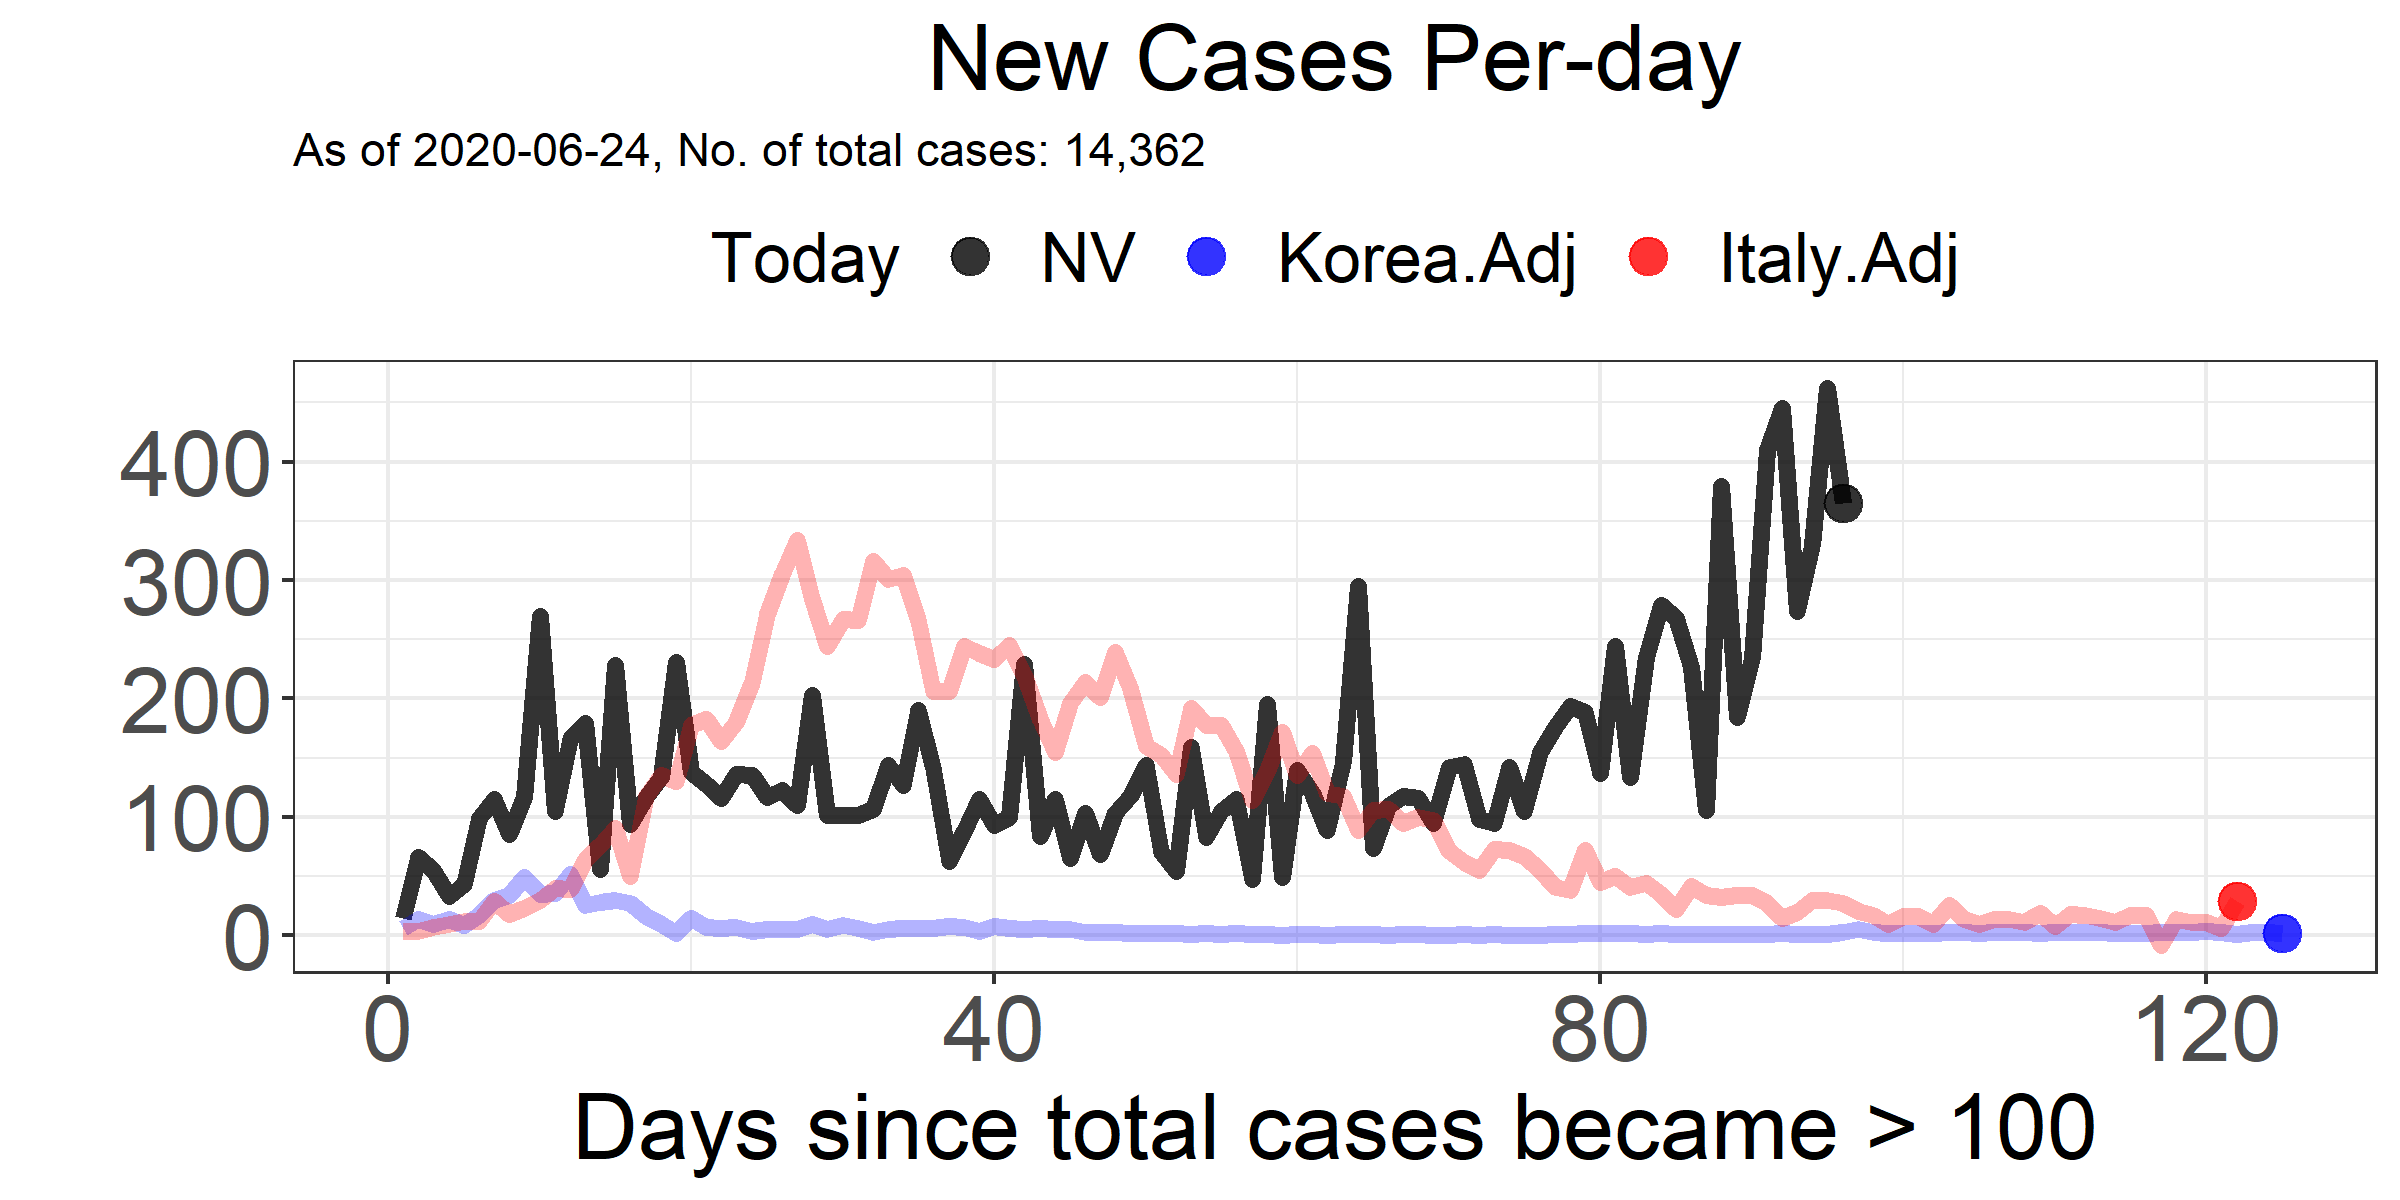 New Cases Per-day
As of 2020-06-24, No. of total cases: 14,362
Today NV Korea.Adj Italy.Adj
400
300
200
100
0
0 40 80 120
Days since total cases became > 100